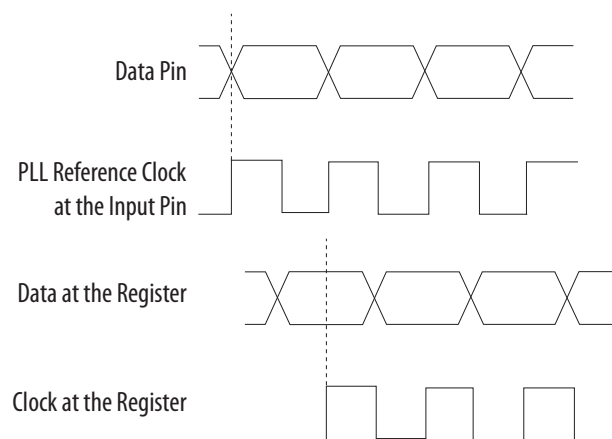 Data Pin
PLL Reference Clock
at the Input Pin
Data at the Register
Clock at the Register